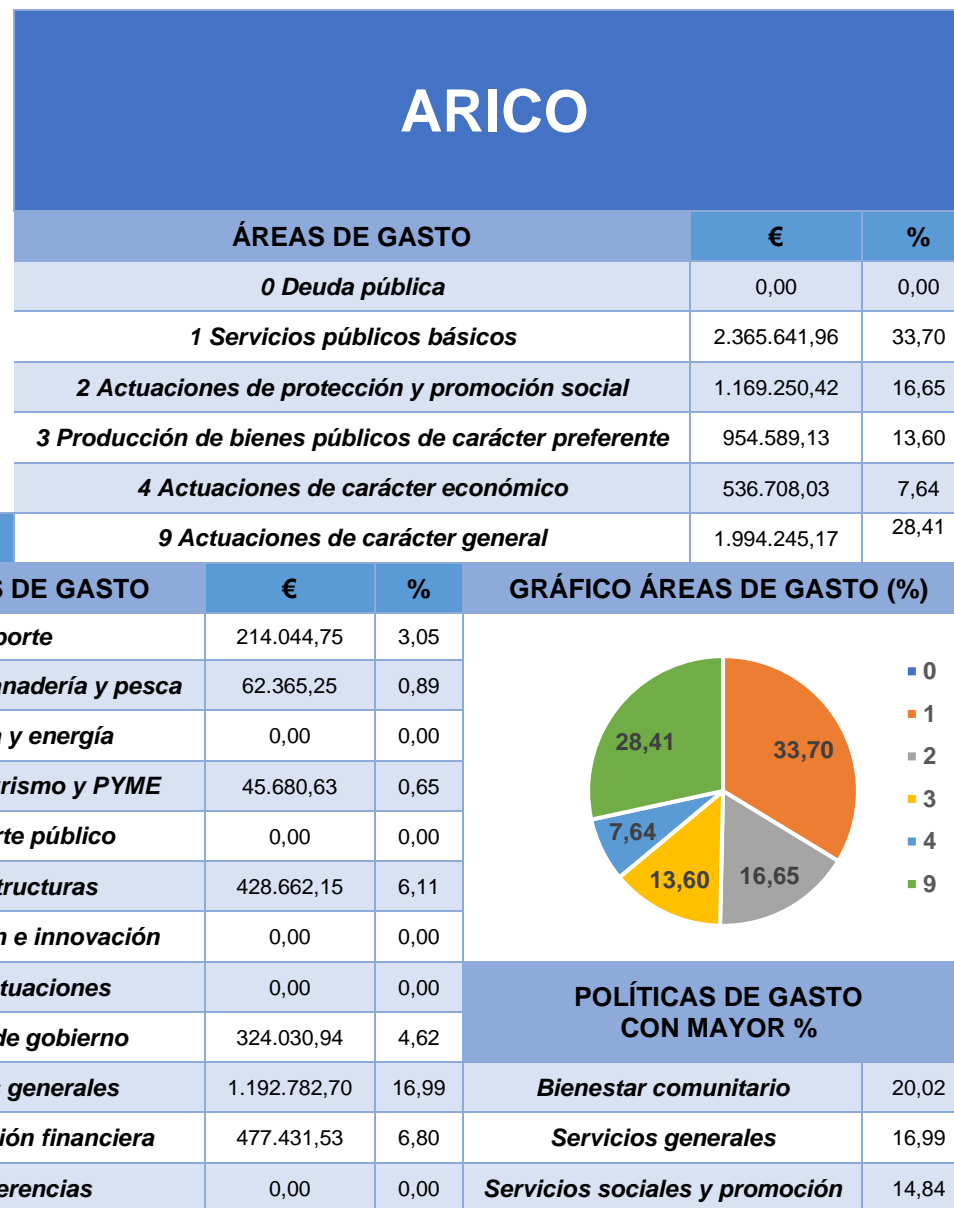 ARICO
ÁREAS DE GASTO € %
0 Deuda pública 0,00 0,00
1 Servicios públicos básicos 2.365.641,96 33,70
2 Actuaciones de protección y promoción social 1.169.250,42 16,65
3 Producción de bienes públicos de carácter preferente 954.589,13 13,60
4 Actuaciones de carácter económico 536.708,03 7,64
9 Actuaciones de carácter general 1.994.245,17 28,41
DE GASTO € %
porte 214.044,75 3,05
anadería y pesca 62.365,25 0,89
y energía 0,00 0,00
rismo y PYME 45.680,63 0,65
rte público 0,00 0,00
tructuras 428.662,15 6,11
n e innovación 0,00 0,00
tuaciones 0,00 0,00
de gobierno 324.030,94 4,62
s generales 1.192.782,70 16,99
ión financiera 477.431,53 6,80
erencias 0,00 0,00
GRÁFICO ÁREAS DE GASTO (%)
28,41
33,70
7,64
13,60
16,65
0
1
2
3
4
9
POLÍTICAS DE GASTO
CON MAYOR %
Bienestar comunitario 20,02
Servicios generales 16,99
Servicios sociales y promoción 14,84